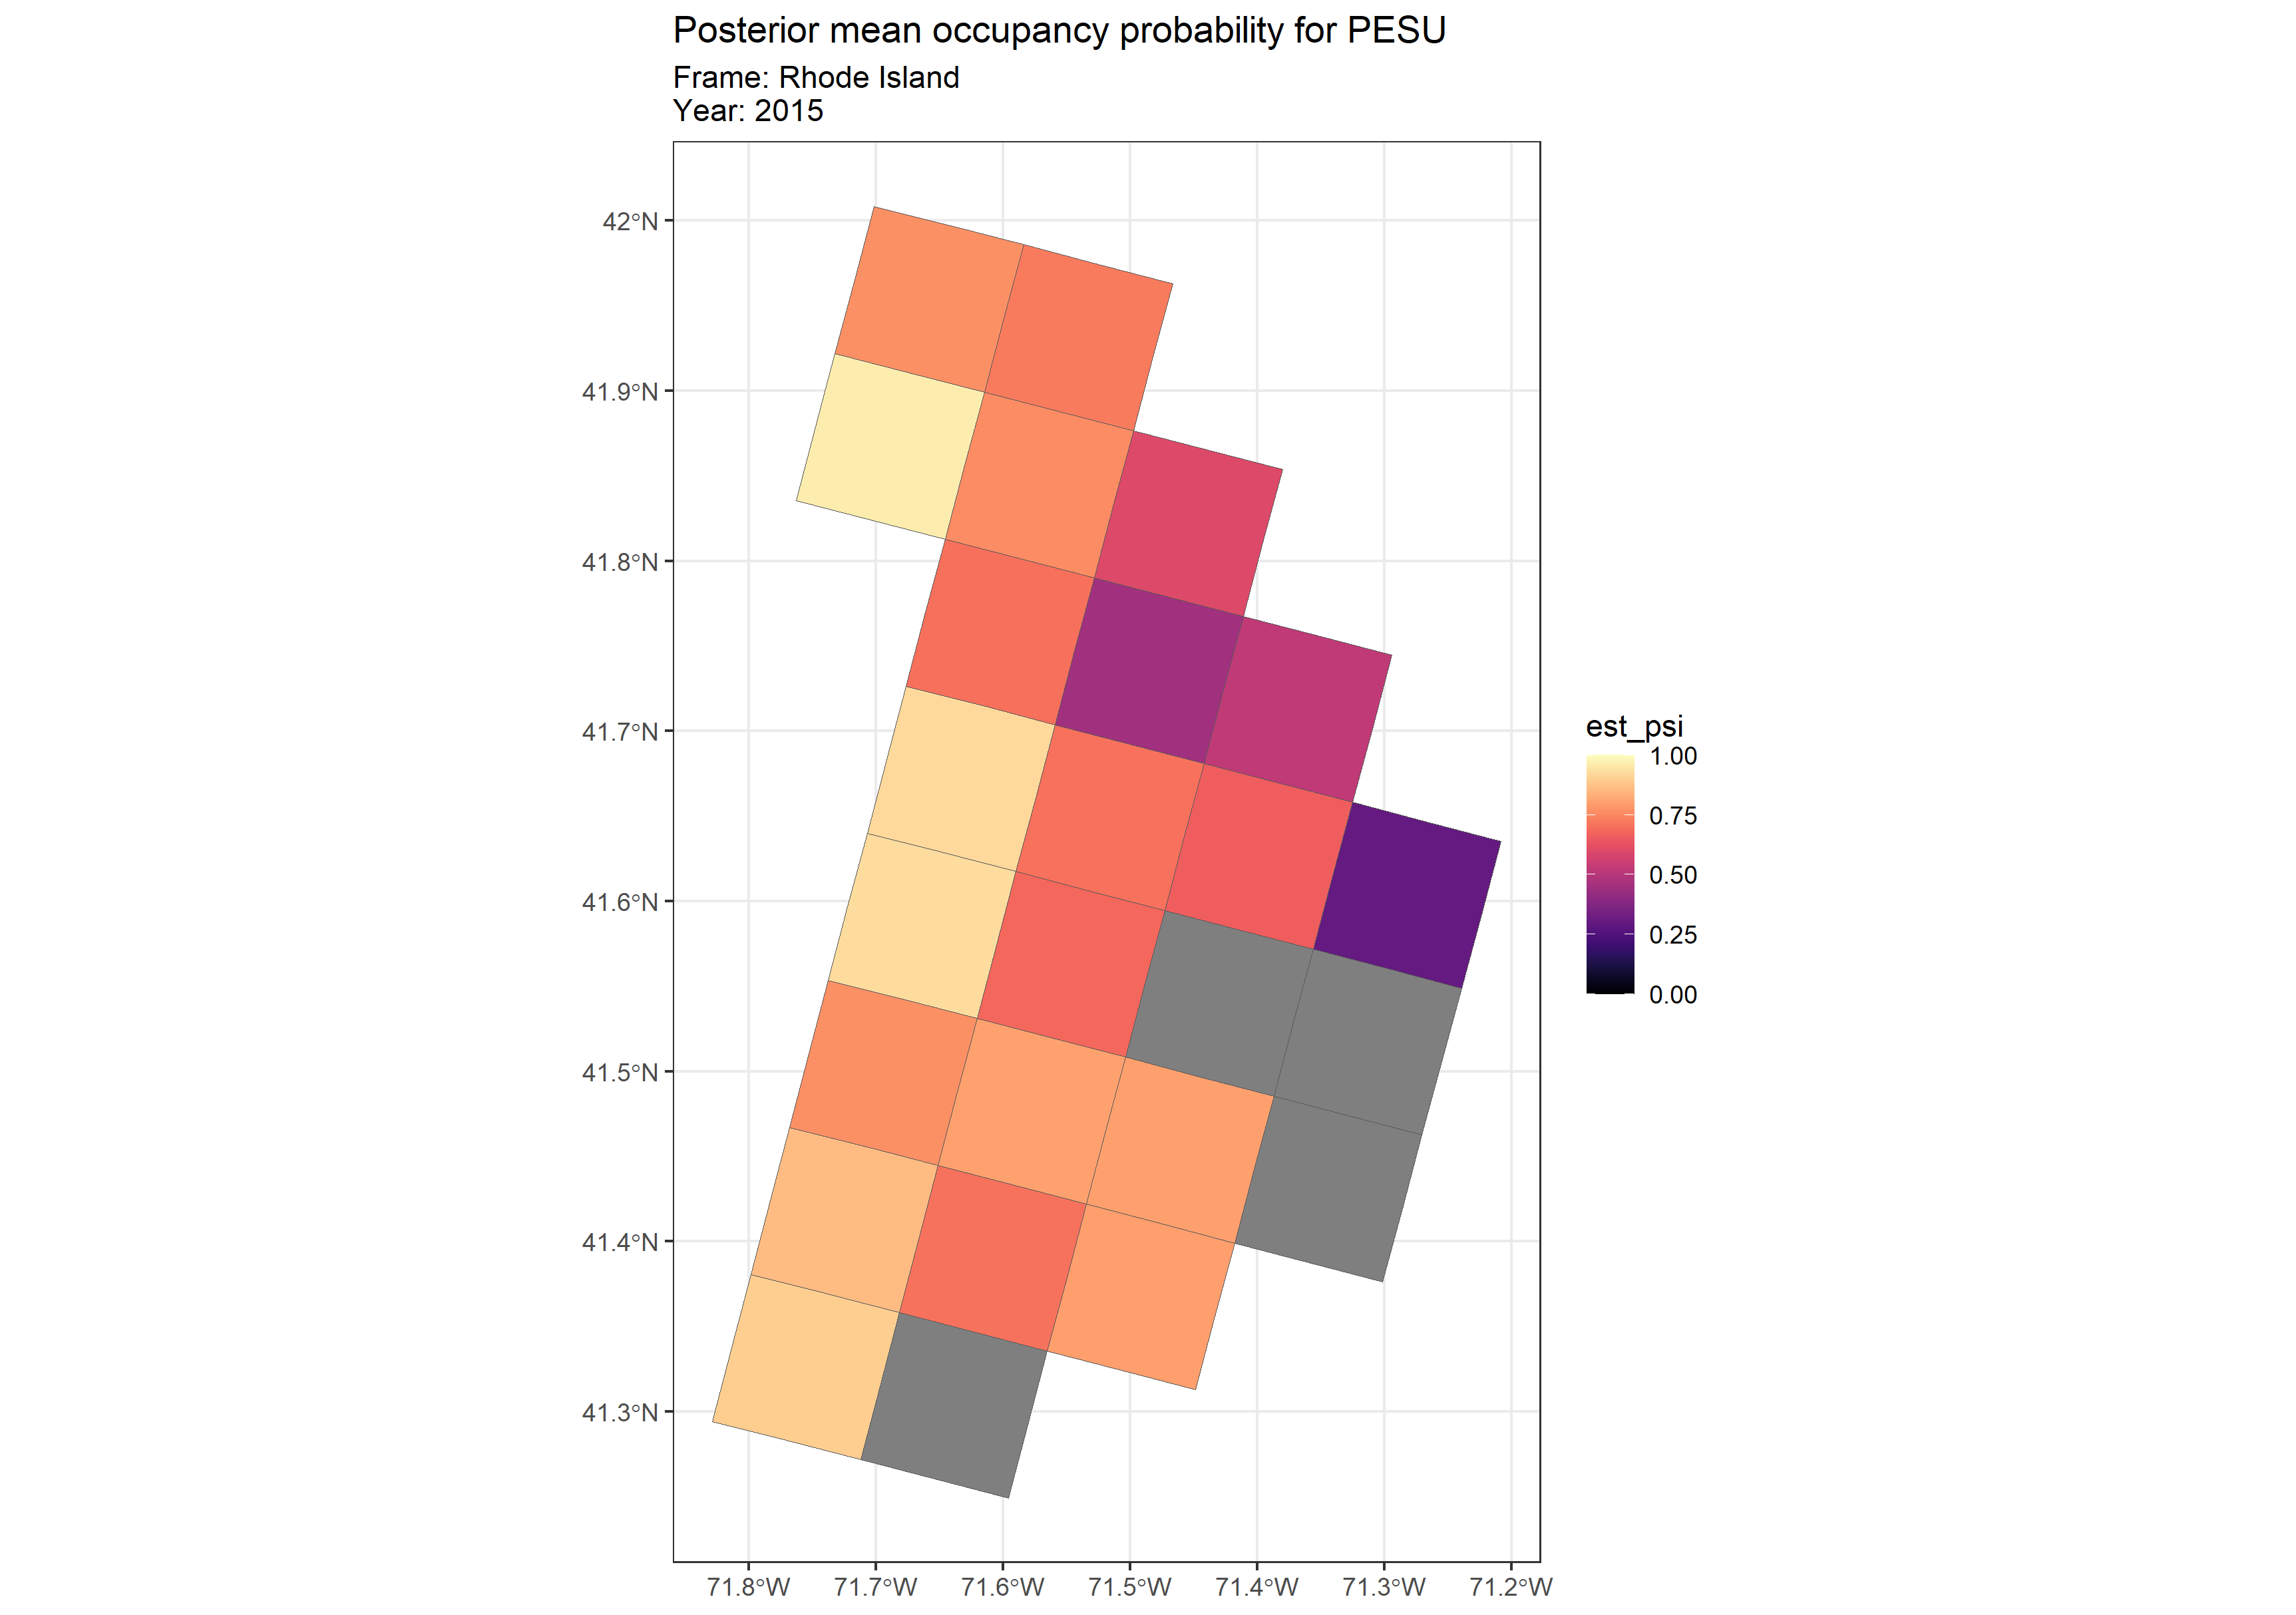 Posterior mean occupancy probability for PESU
Frame: Rhode Island
Year: 2015
42°N
41.9°N
41.8°N
41.7°N
41.6°N
41.5°N
41.4°N
41.3°N
71.8°W 71.7°W 71.6°W 71.5°W 71.4°W 71.3°W 71.2°W
est_psi
1.00
0.75
0.50
0.25
0.00